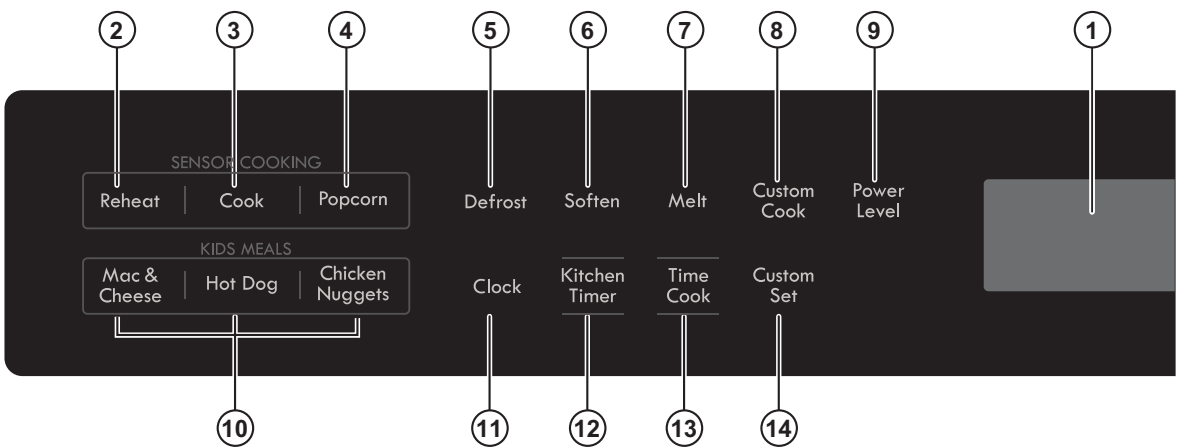 2 3 4 5 6 7 8 9 1
SENSOR COOKING
Reheat Cook Popcorn
Defrost Soften Melt
Custom
Cook
Power
Level
KIDS MEALS
Mac &
Cheese
Hot Dog
Chicken
Nuggets
Clock
Kitchen
Timer
Time
Cook
Custom
Set
10 11 12 13 14